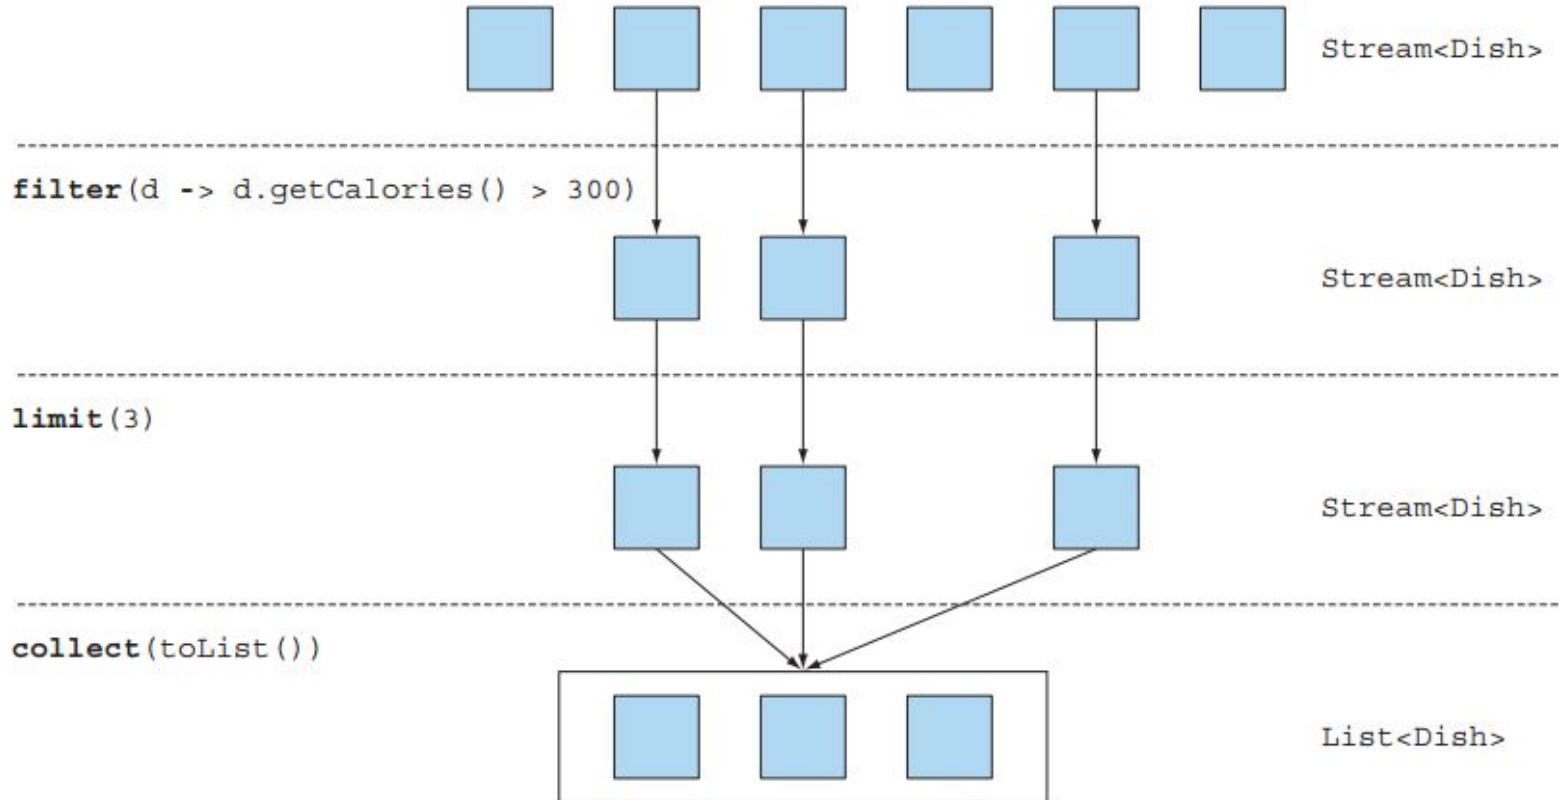 Stream<Dish>
filter(d -> d.getCalories() > 300)
Stream<Dish>
limit(3)
Stream<Dish>
collect(toList())
List<Dish>